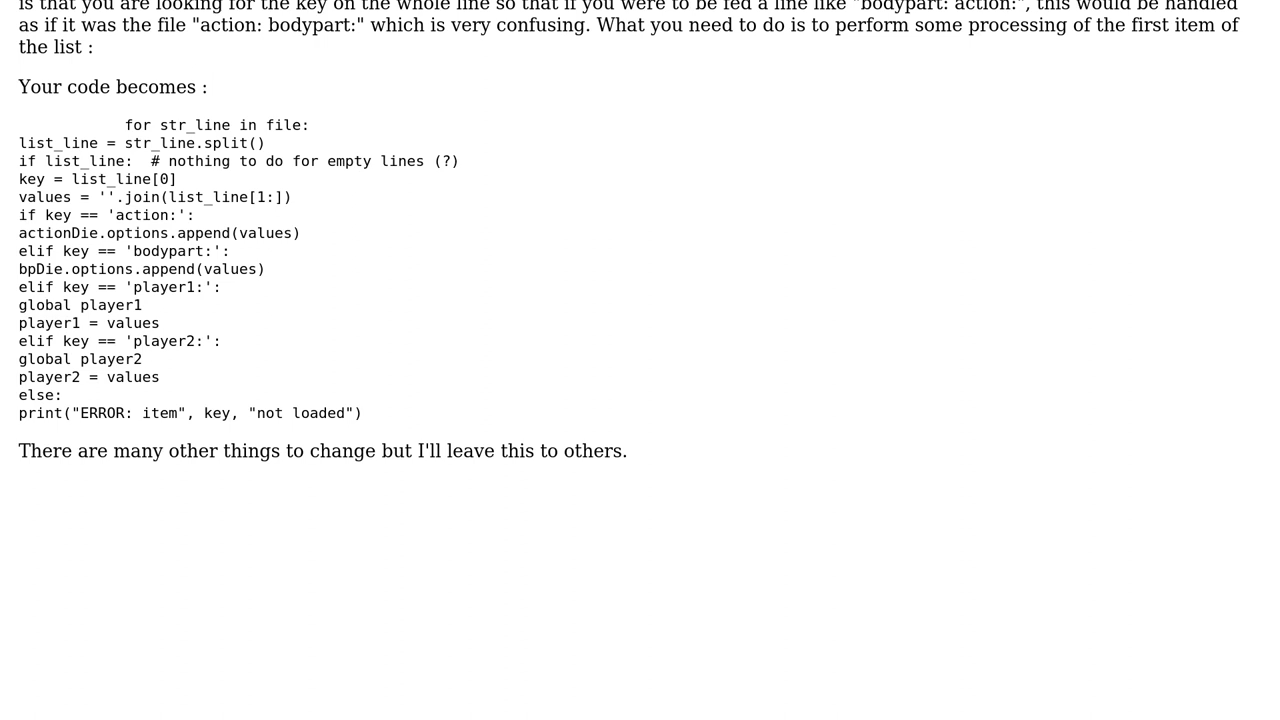 is that you are looking for the key on the whole line so that if you were to be fed a line like "bodypart: action:", this would be handled
as if it was the file "action: bodypart:" which is very confusing. What you need to do is to perform some processing of the first item of
the list :
Your code becomes :
            for str_line in file:
list_line = str_line.split()
if list_line:  # nothing to do for empty lines (?)
key = list_line[0]
values = ''.join(list_line[1:])
if key == 'action:':
actionDie.options.append(values)
elif key == 'bodypart:':
bpDie.options.append(values)
elif key == 'player1:':
global player1
player1 = values
elif key == 'player2:':
global player2
player2 = values
else:
print("ERROR: item", key, "not loaded")
There are many other things to change but I'll leave this to others.